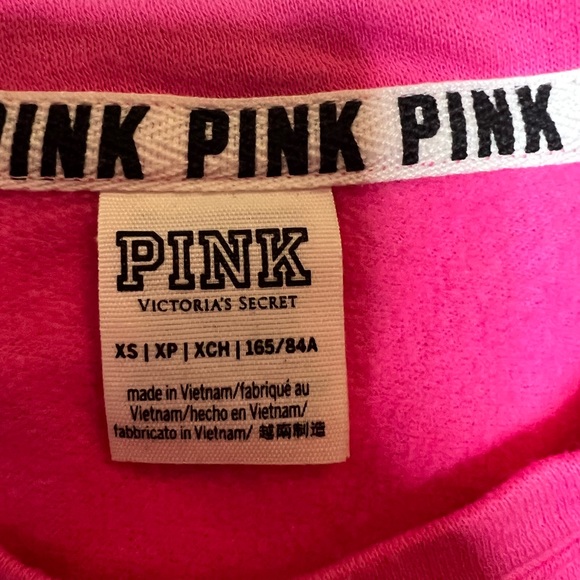 PINK PINK PINK
PINK
VICTORIA'S SECRET
XS | XP | XCH | 165/84A
made in Vietnam/fabriqué au
Vietnam/hecho en Vietnam/
fabbricato in Vietnam/ 越南制造